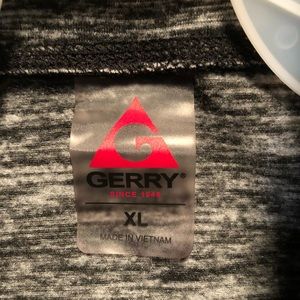 G
GERRY®
SINCE 1946
XL
MADE IN VIETNAM